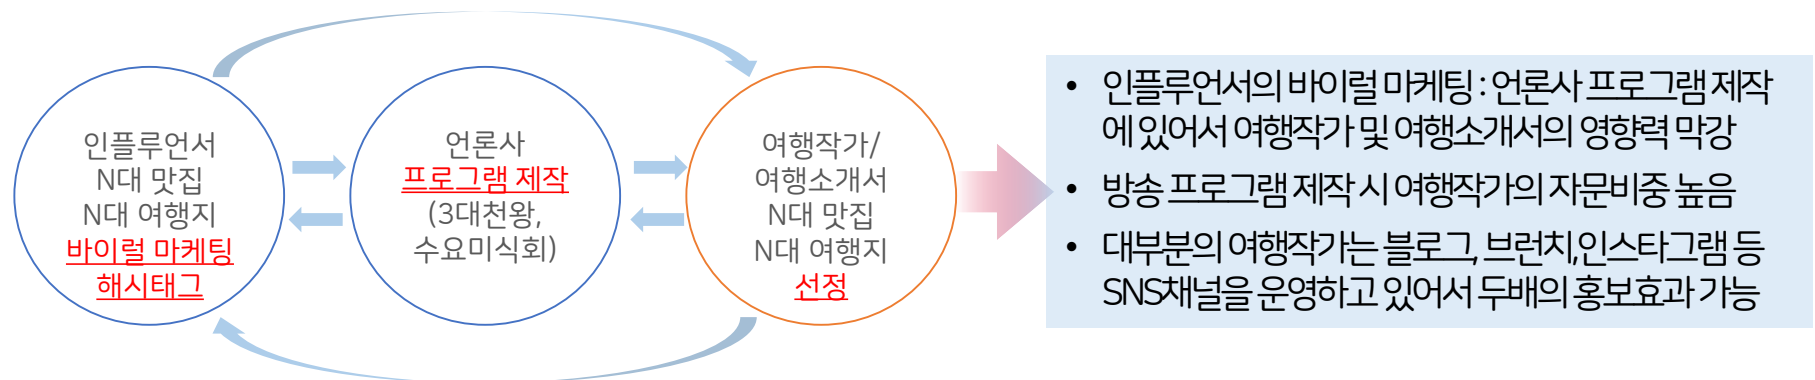 인플루언서
N대 맛집
N대 여행지
바이럴 마케팅
해시태그
언론사
프로그램 제작
(3대천왕,
수요미식회)
여행작가/
여행소개서
N대 맛집
N대 여행지
선정
• 인플루언서의 바이럴 마케팅 : 언론사 프로그램 제작
에 있어서 여행작가 및 여행소개서의 영향력 막강
• 방송 프로그램 제작 시 여행작가의 자문비중 높음
• 대부분의 여행작가는 블로그, 브런치,인스타그램 등
SNS채널을 운영하고 있어서 두배의 홍보효과 가능